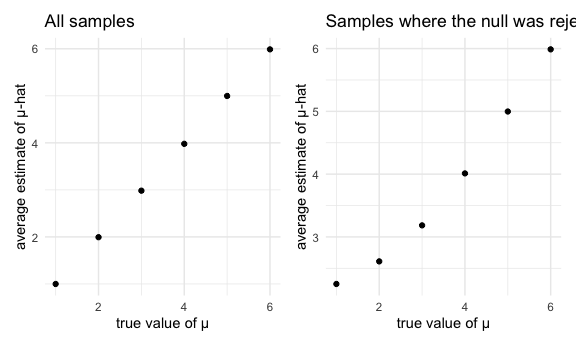 All samples
average estimate of μ-hat
6
4
2
2
4
6
true value of μ
Samples where the null was reje
average estimate of μ-hat
6
5
4
3
2
4
6
true value of μ